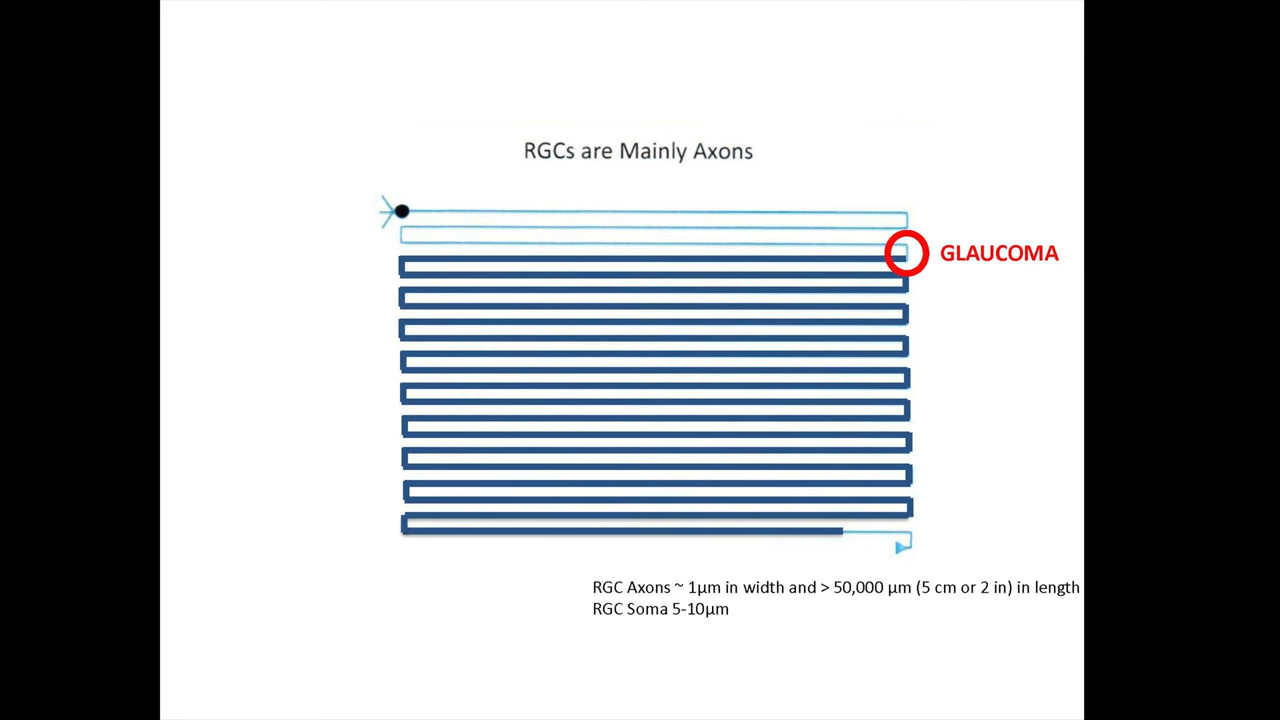 RGCs are Mainly Axons
GLAUCOMA
RGC Axons ~ 1µm in width and > 50,000 µm (5 cm or 2 in) in length
RGC Soma 5-10µm